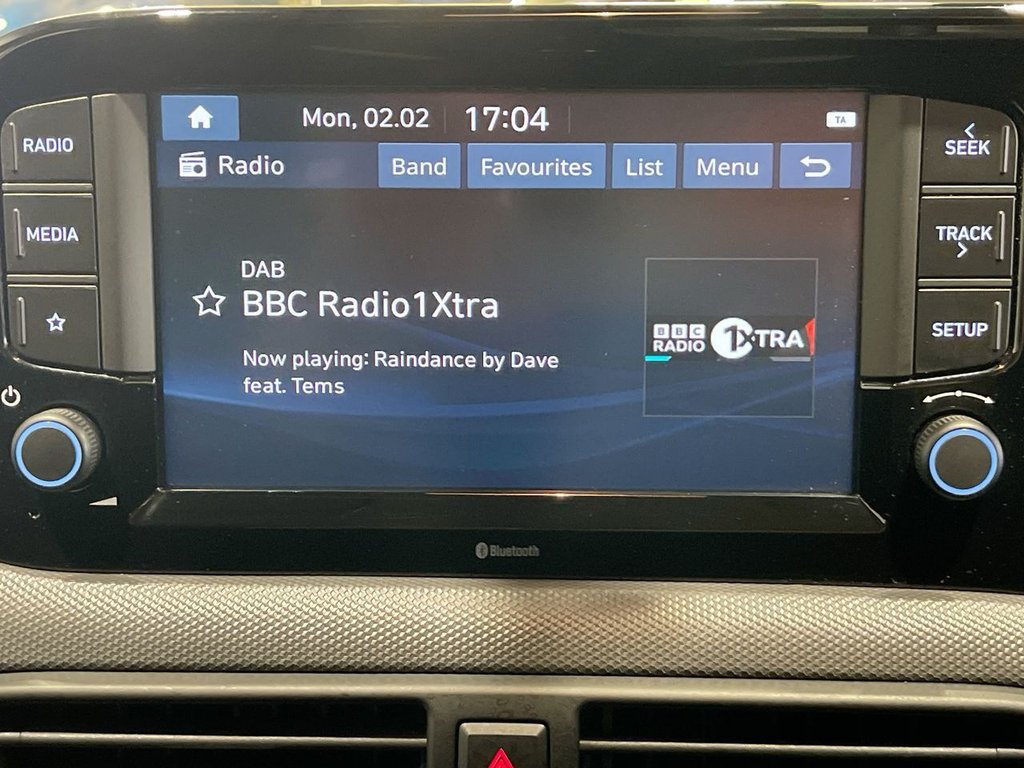 Mon, 02.02 17:04 TA
Radio Band Favourites List Menu
RADIO
MEDIA
SEEK
TRACK
SETUP
DAB
BBC Radio1Xtra
Now playing: Raindance by Dave
feat. Tems
BBC
RADIO 1XTRA
Bluetooth